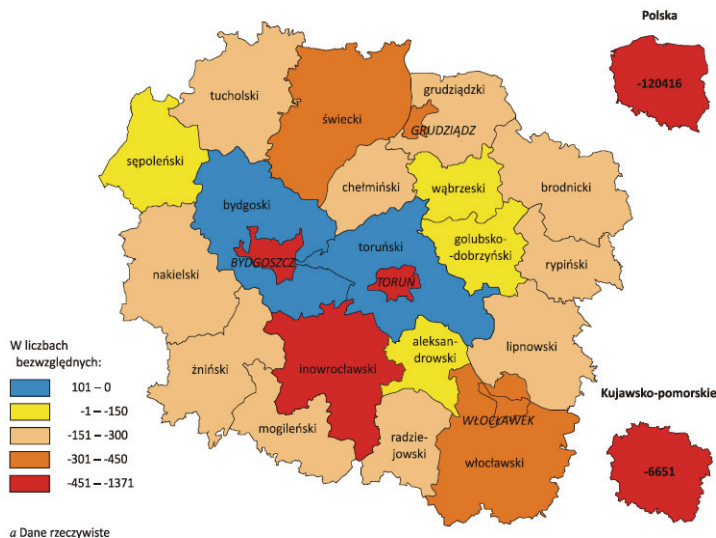 Polska
-120416
tucholski
świecki
grudziądzki
GRUDZIĄDZ
sępoleński
chełmiński
wąbrzeski
brodnicki
bydgoski
toruński
golubsko-
-dobrzyński
BYDGOSZCZ
nakielski
TORUŃ
rypiński
W liczbach
bezwzględnych:
101 – 0
-1 – -150
-151 – -300
-301 – -450
-451 – -1371
żniński
inowrocławski
aleksan-
drowski
lipnowski
Kujawsko-pomorskie
-6651
mogileński
radzie-
jowski
WŁOCŁAWEK
włocławski
a Dane rzeczywiste